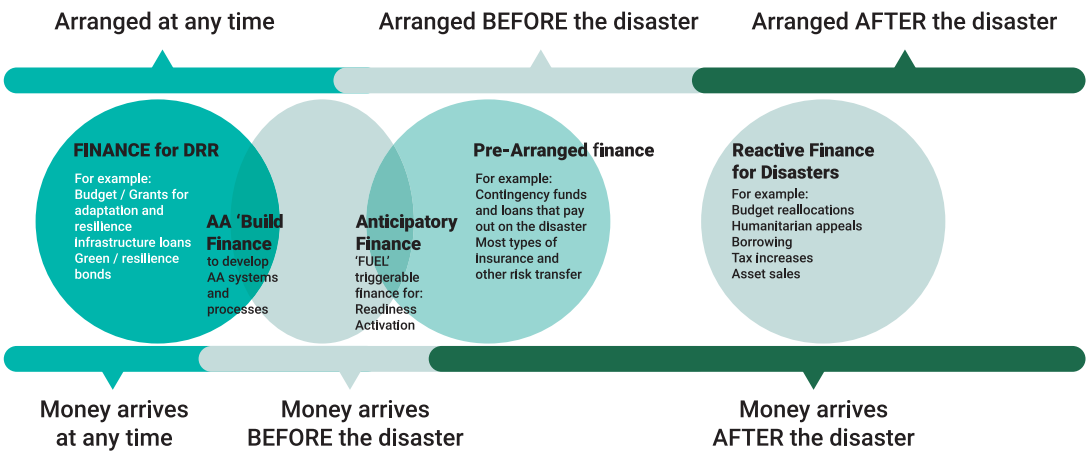 Arranged at any time
Arranged BEFORE the disaster
Arranged AFTER the disaster
FINANCE for DRR
For example:
Budget / Grants for
adaptation and
resilience
Infrastructure loans
Green / resilience
bonds
AA ‘Build
Finance
to develop
AA systems
and
processes
Anticipatory
Finance
‘FUEL’
triggerable
finance for:
Readiness
Activation
Pre-Arranged finance
For example:
Contingency funds
and loans that pay
out on the disaster
Most types of
insurance and
other risk transfer
Reactive Finance
for Disasters
For example:
Budget reallocations
Humanitarian appeals
Borrowing
Tax increases
Asset sales
Money arrives
at any time
Money arrives
BEFORE the disaster
Money arrives
AFTER the disaster